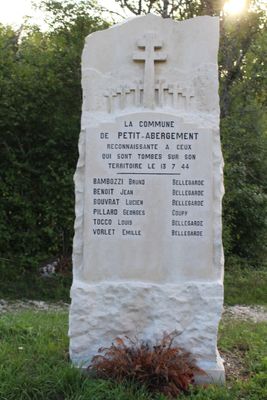 LA COMMUNE
DE PETIT-ABERGEMENT
RECONNAISSANTE A CEUX
QUI SONT TOMBES SUR SON
TERRITOIRE LE 13 7 44
BAMBOZZI BRUNO BELLEGARDE
BENOIT JEAN BELLEGARDE
BOUVRAT LUCIEN BELLEGARDE
PILLARD GEORGES COUPY
TOCCO LOUIS BELLEGARDE
VORLET EMILLE BELLEGARDE